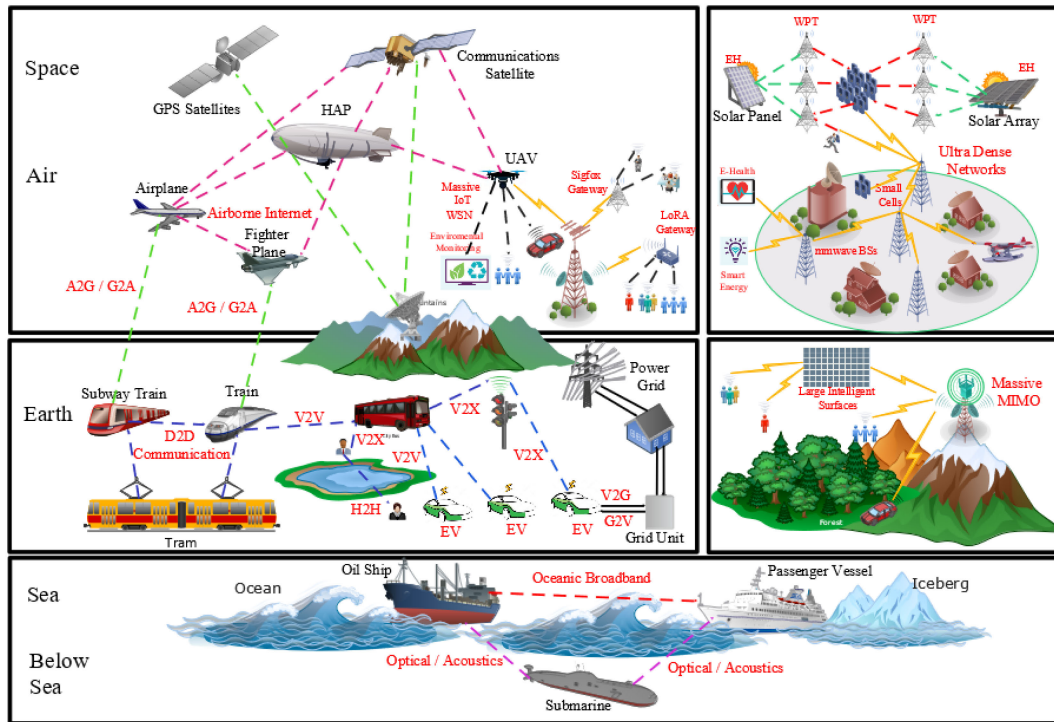 Space
GPS Satellites
Communications
Satellite
HAP
Air
UAV
Airplane
Airborne Internet
Fighter
Plane
Massive
IoT
WSN
Enviromental
Monitoring
Sigfox
Gateway
LoRA
Gateway
A2G / G2A
A2G / G2A
WPT
WPT
EH
EH
Solar Panel
Solar Array
Ultra Dense
Networks
E-Health
Small
Cells
mmwave BSs
Smart
Energy
Earth
Subway Train
Train
V2V
D2D
Communication
Tram
V2X
V2X
V2V
H2H
V2X
EV
EV
EV
V2G
G2V
Power
Grid
Grid Unit
Large Intelligent
Surfaces
Massive
MIMO
Forest
Sea
Ocean
Oil Ship
Oceanic Broadband
Passenger Vessel
Iceberg
Below
Sea
Optical / Acoustics
Optical / Acoustics
Submarine